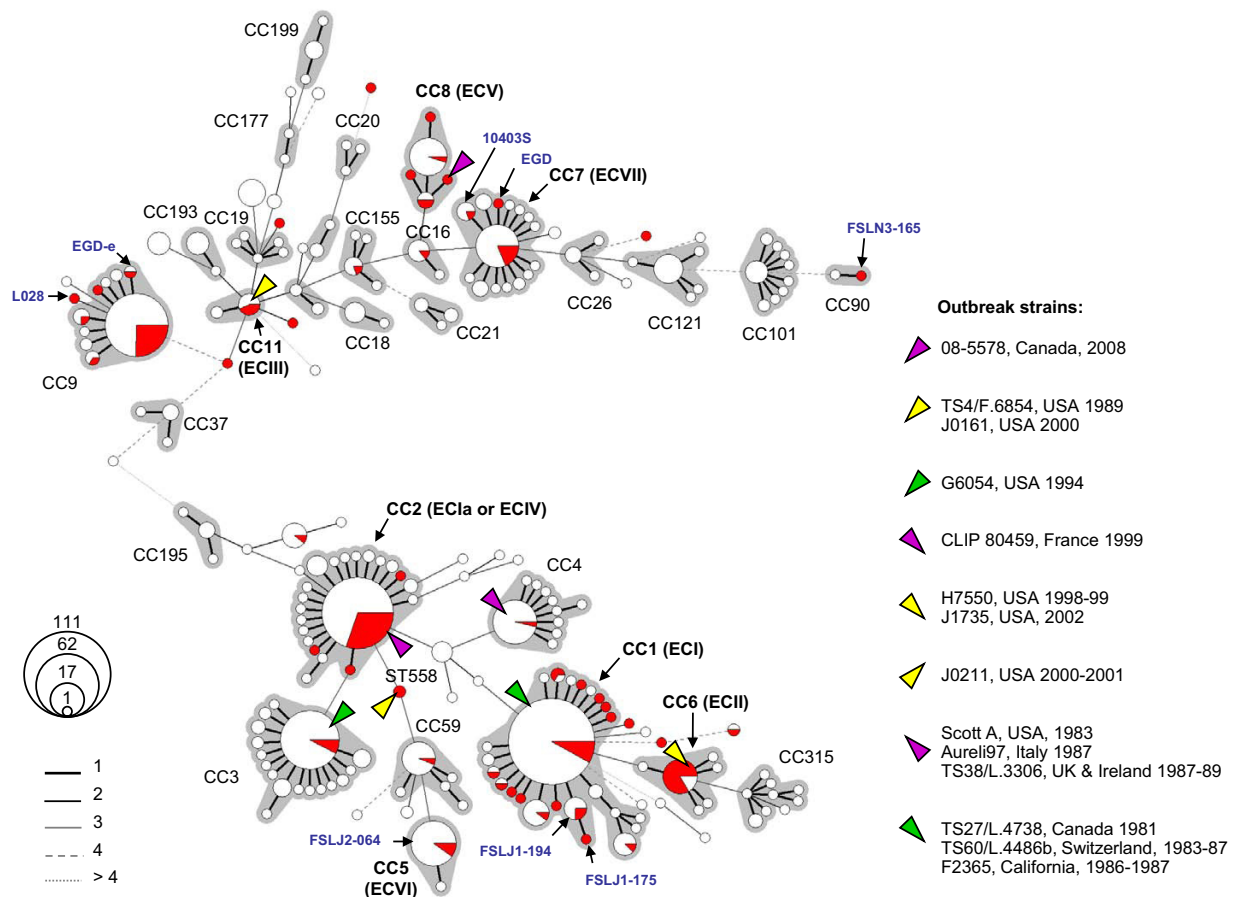 CC199
CC8 (ECV)
CC177
CC20
10403S
EGD
CC7 (ECVII)
CC193
CC19
CC155
CC16
EGD-e
FSLN3-165
L028
CC26
CC90
CC121
CC101
CC21
CC18
CC11
(ECIII)
CC9
CC37
CC2 (ECIa or ECIV)
CC195
CC4
CC1 (ECI)
ST558
CC6 (ECII)
CC59
CC3
CC315
FSLJ2-064
FSLJ1-194
FSLJ1-175
CC5
(ECVI)
111
62
17
1
1
2
3
4
> 4
Outbreak strains:
08-5578, Canada, 2008
TS4/F.6854, USA 1989
J0161, USA 2000
G6054, USA 1994
CLIP 80459, France 1999
H7550, USA 1998-99
J1735, USA, 2002
J0211, USA 2000-2001
Scott A, USA, 1983
Aureli97, Italy 1987
TS38/L.3306, UK & Ireland 1987-89
TS27/L.4738, Canada 1981
TS60/L.4486b, Switzerland, 1983-87
F2365, California, 1986-1987